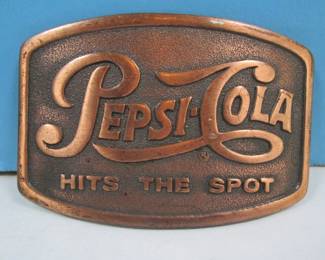 PEPSI-COLA
HITS THE SPOT